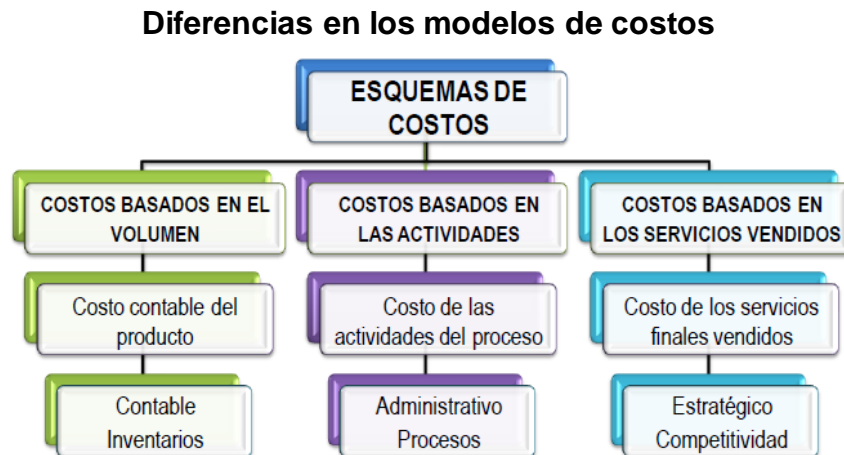 Diferencias en los modelos de costos
ESQUEMAS DE
COSTOS
COSTOS BASADOS EN EL
VOLUMEN
COSTOS BASADOS EN
LAS ACTIVIDADES
COSTOS BASADOS EN
LOS SERVICIOS VENDIDOS
Costo contable del
producto
Costo de las
actividades del proceso
Costo de los servicios
finales vendidos
Contable
Inventarios
Administrativo
Procesos
Estratégico
Competitividad